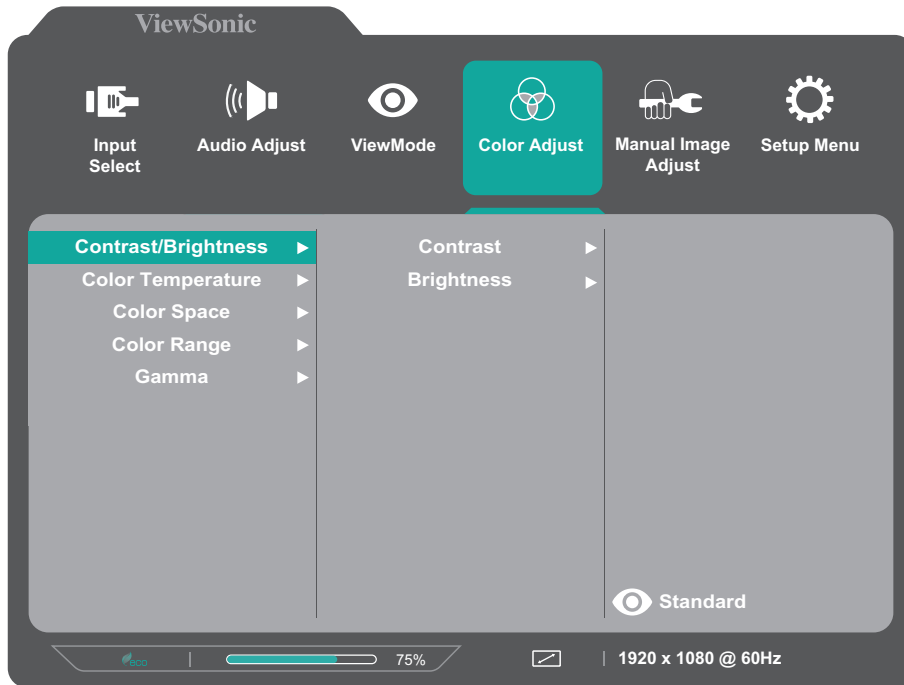 ViewSonic
Input
Select
Audio Adjust
ViewMode
Color Adjust
Manual Image
Adjust
Setup Menu
Contrast/Brightness
Color Temperature
Color Space
Color Range
Gamma
Contrast
Brightness
Standard
eco
75%
1920 x 1080 @ 60Hz